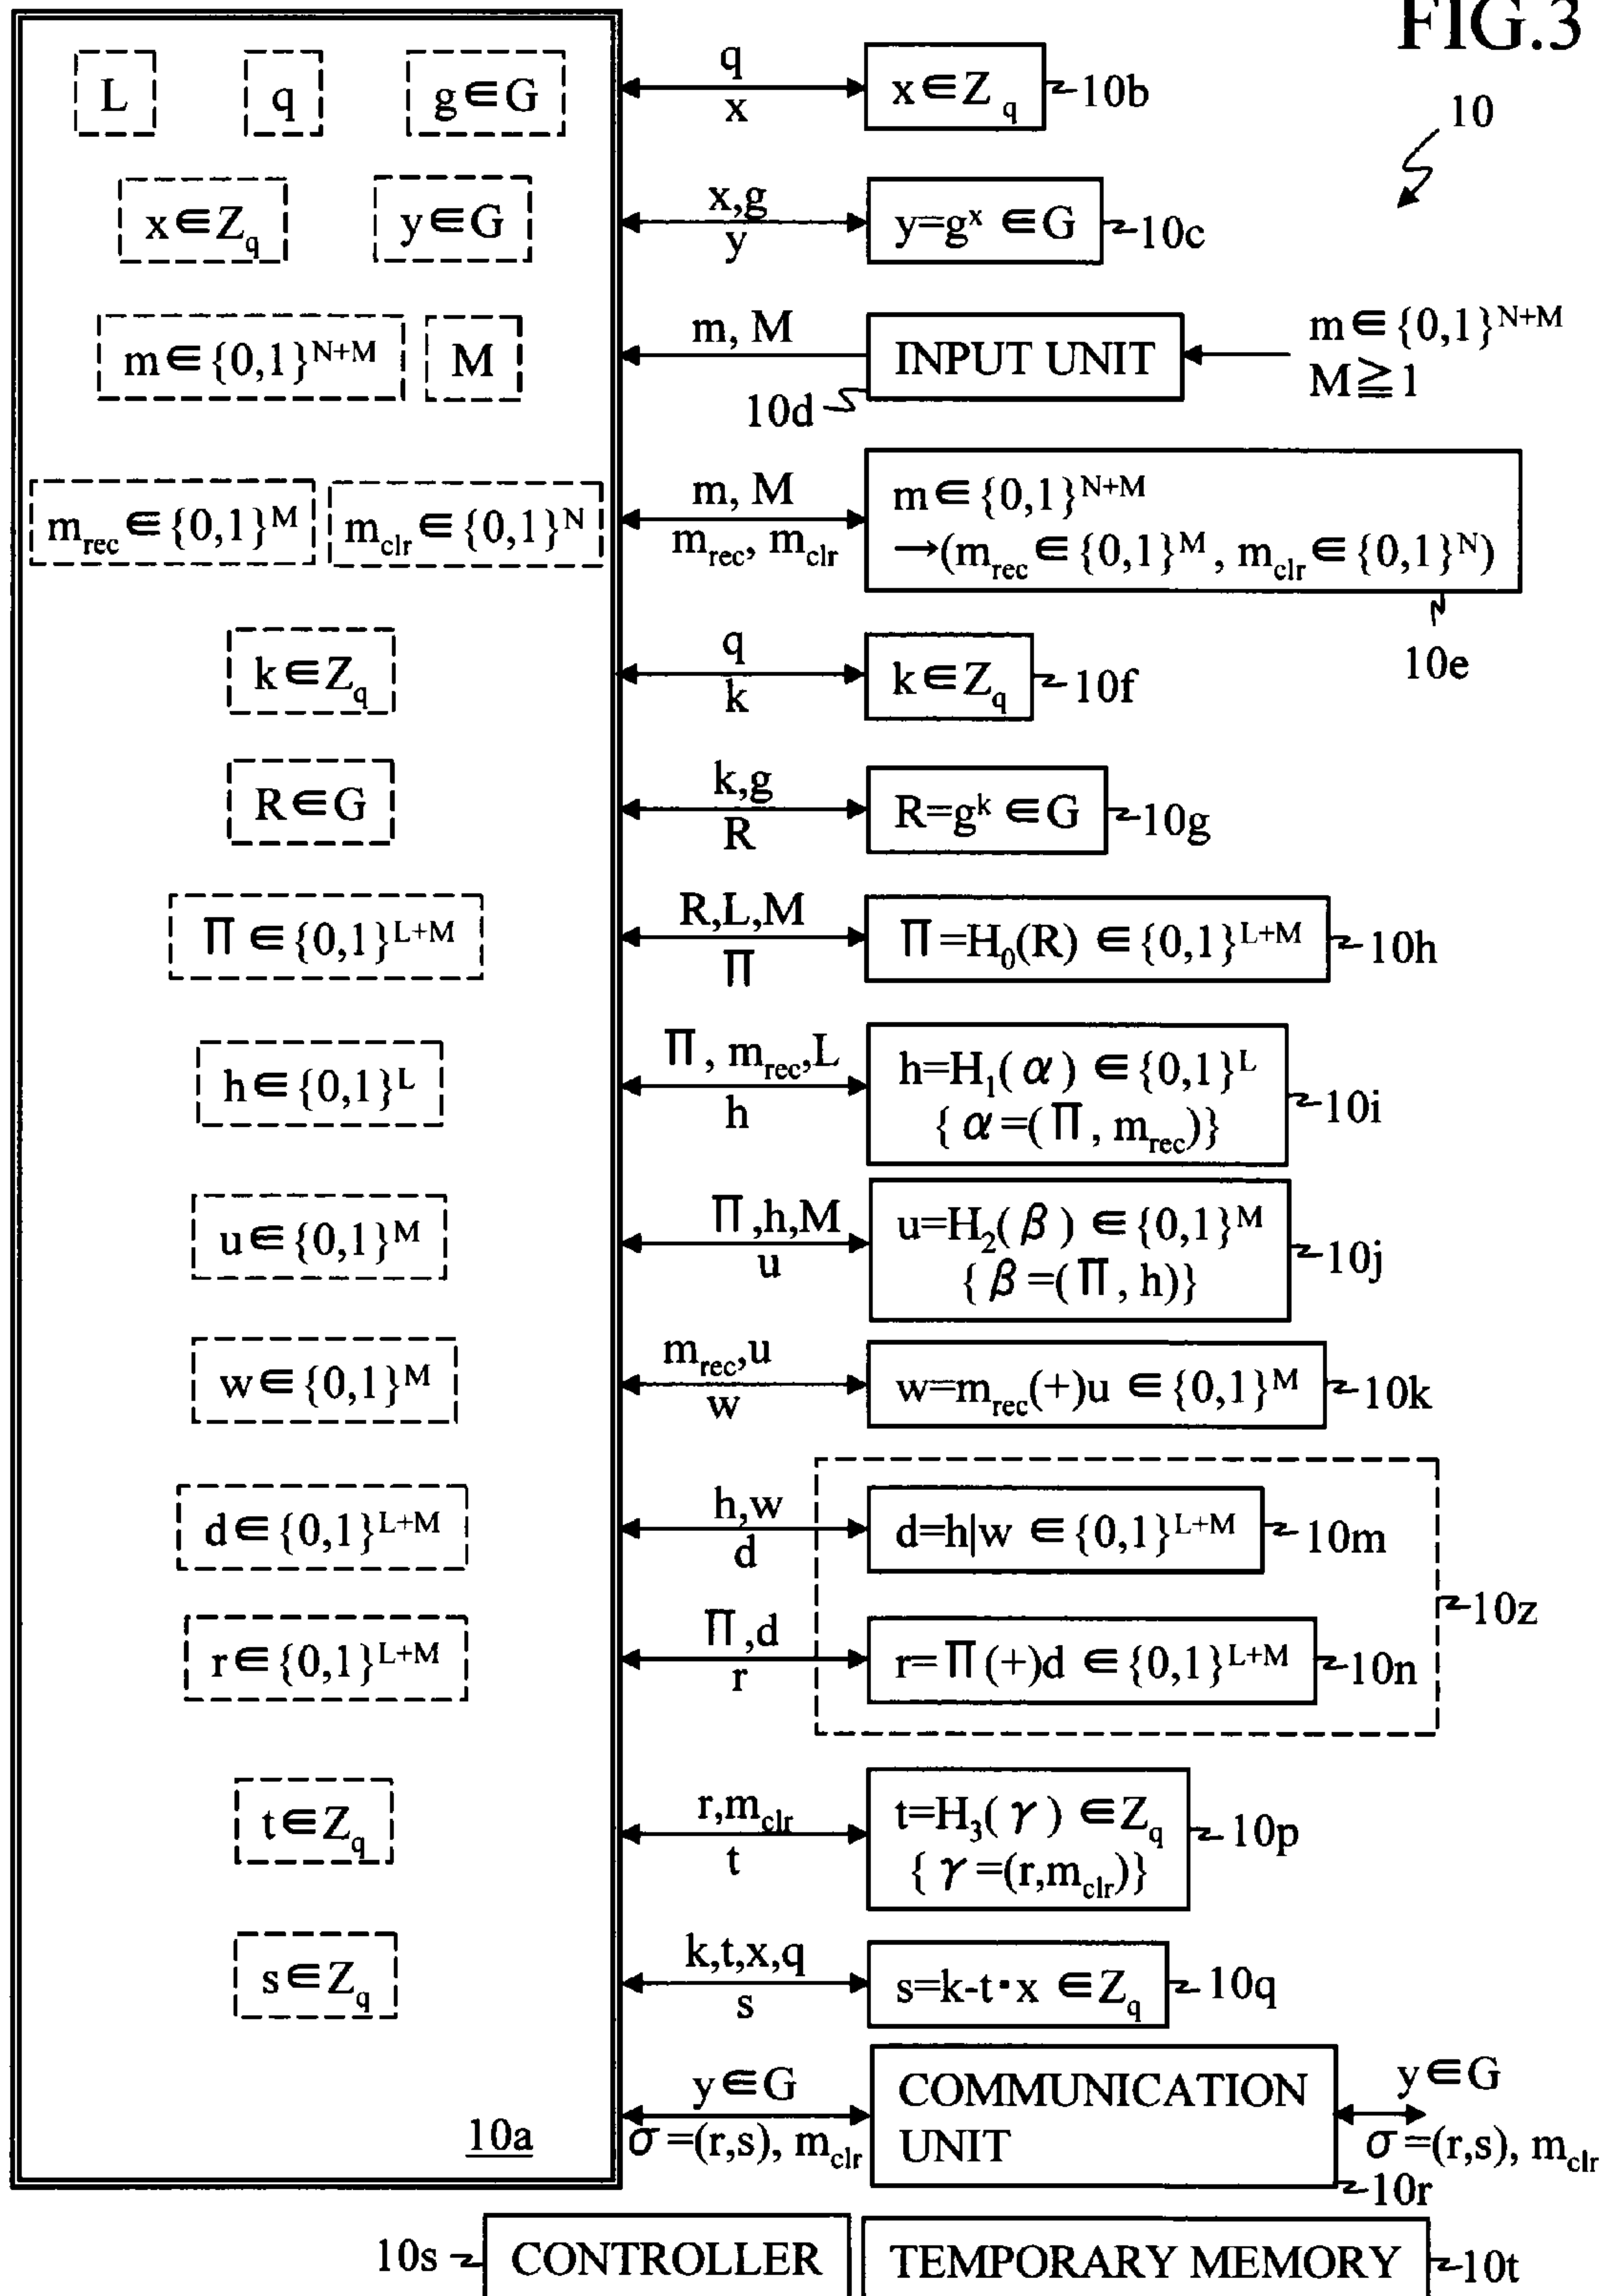 FIG.3
10
L q g∈G
q
x
x∈Z_q
10b
x∈Z_q y∈G
x,g
y
y=g^x ∈G
10c
m∈{0,1}^{N+M} M
m, M
INPUT UNIT
10d
m∈{0,1}^{N+M}
M≧1
m_rec∈{0,1}^M m_clr∈{0,1}^N
m, M
m_rec, m_clr
m∈{0,1}^{N+M}
→(m_rec∈{0,1}^M, m_clr∈{0,1}^N)
10e
k∈Z_q
q
k
k∈Z_q
10f
R∈G
k,g
R
R=g^k ∈G
10g
Π∈{0,1}^{L+M}
R,L,M
Π
Π=H_0(R) ∈{0,1}^{L+M}
10h
h∈{0,1}^L
Π, m_rec,L
h
h=H_1(α) ∈{0,1}^L
{α=(Π, m_rec)}
10i
u∈{0,1}^M
Π,h,M
u
u=H_2(β) ∈{0,1}^M
{β=(Π, h)}
10j
w∈{0,1}^M
m_rec,u
w
w=m_rec(+)u ∈{0,1}^M
10k
d∈{0,1}^{L+M}
h,w
d
d=h|w ∈{0,1}^{L+M}
10m
10z
r∈{0,1}^{L+M}
Π,d
r
r=Π(+)d ∈{0,1}^{L+M}
10n
t∈Z_q
r,m_clr
t
t=H_3(γ) ∈Z_q
{γ=(r,m_clr)}
10p
s∈Z_q
k,t,x,q
s
s=k-t·x ∈Z_q
10q
10a
y∈G
σ=(r,s), m_clr
COMMUNICATION
UNIT
10r
y∈G
σ=(r,s), m_clr
10s
CONTROLLER
TEMPORARY MEMORY
10t